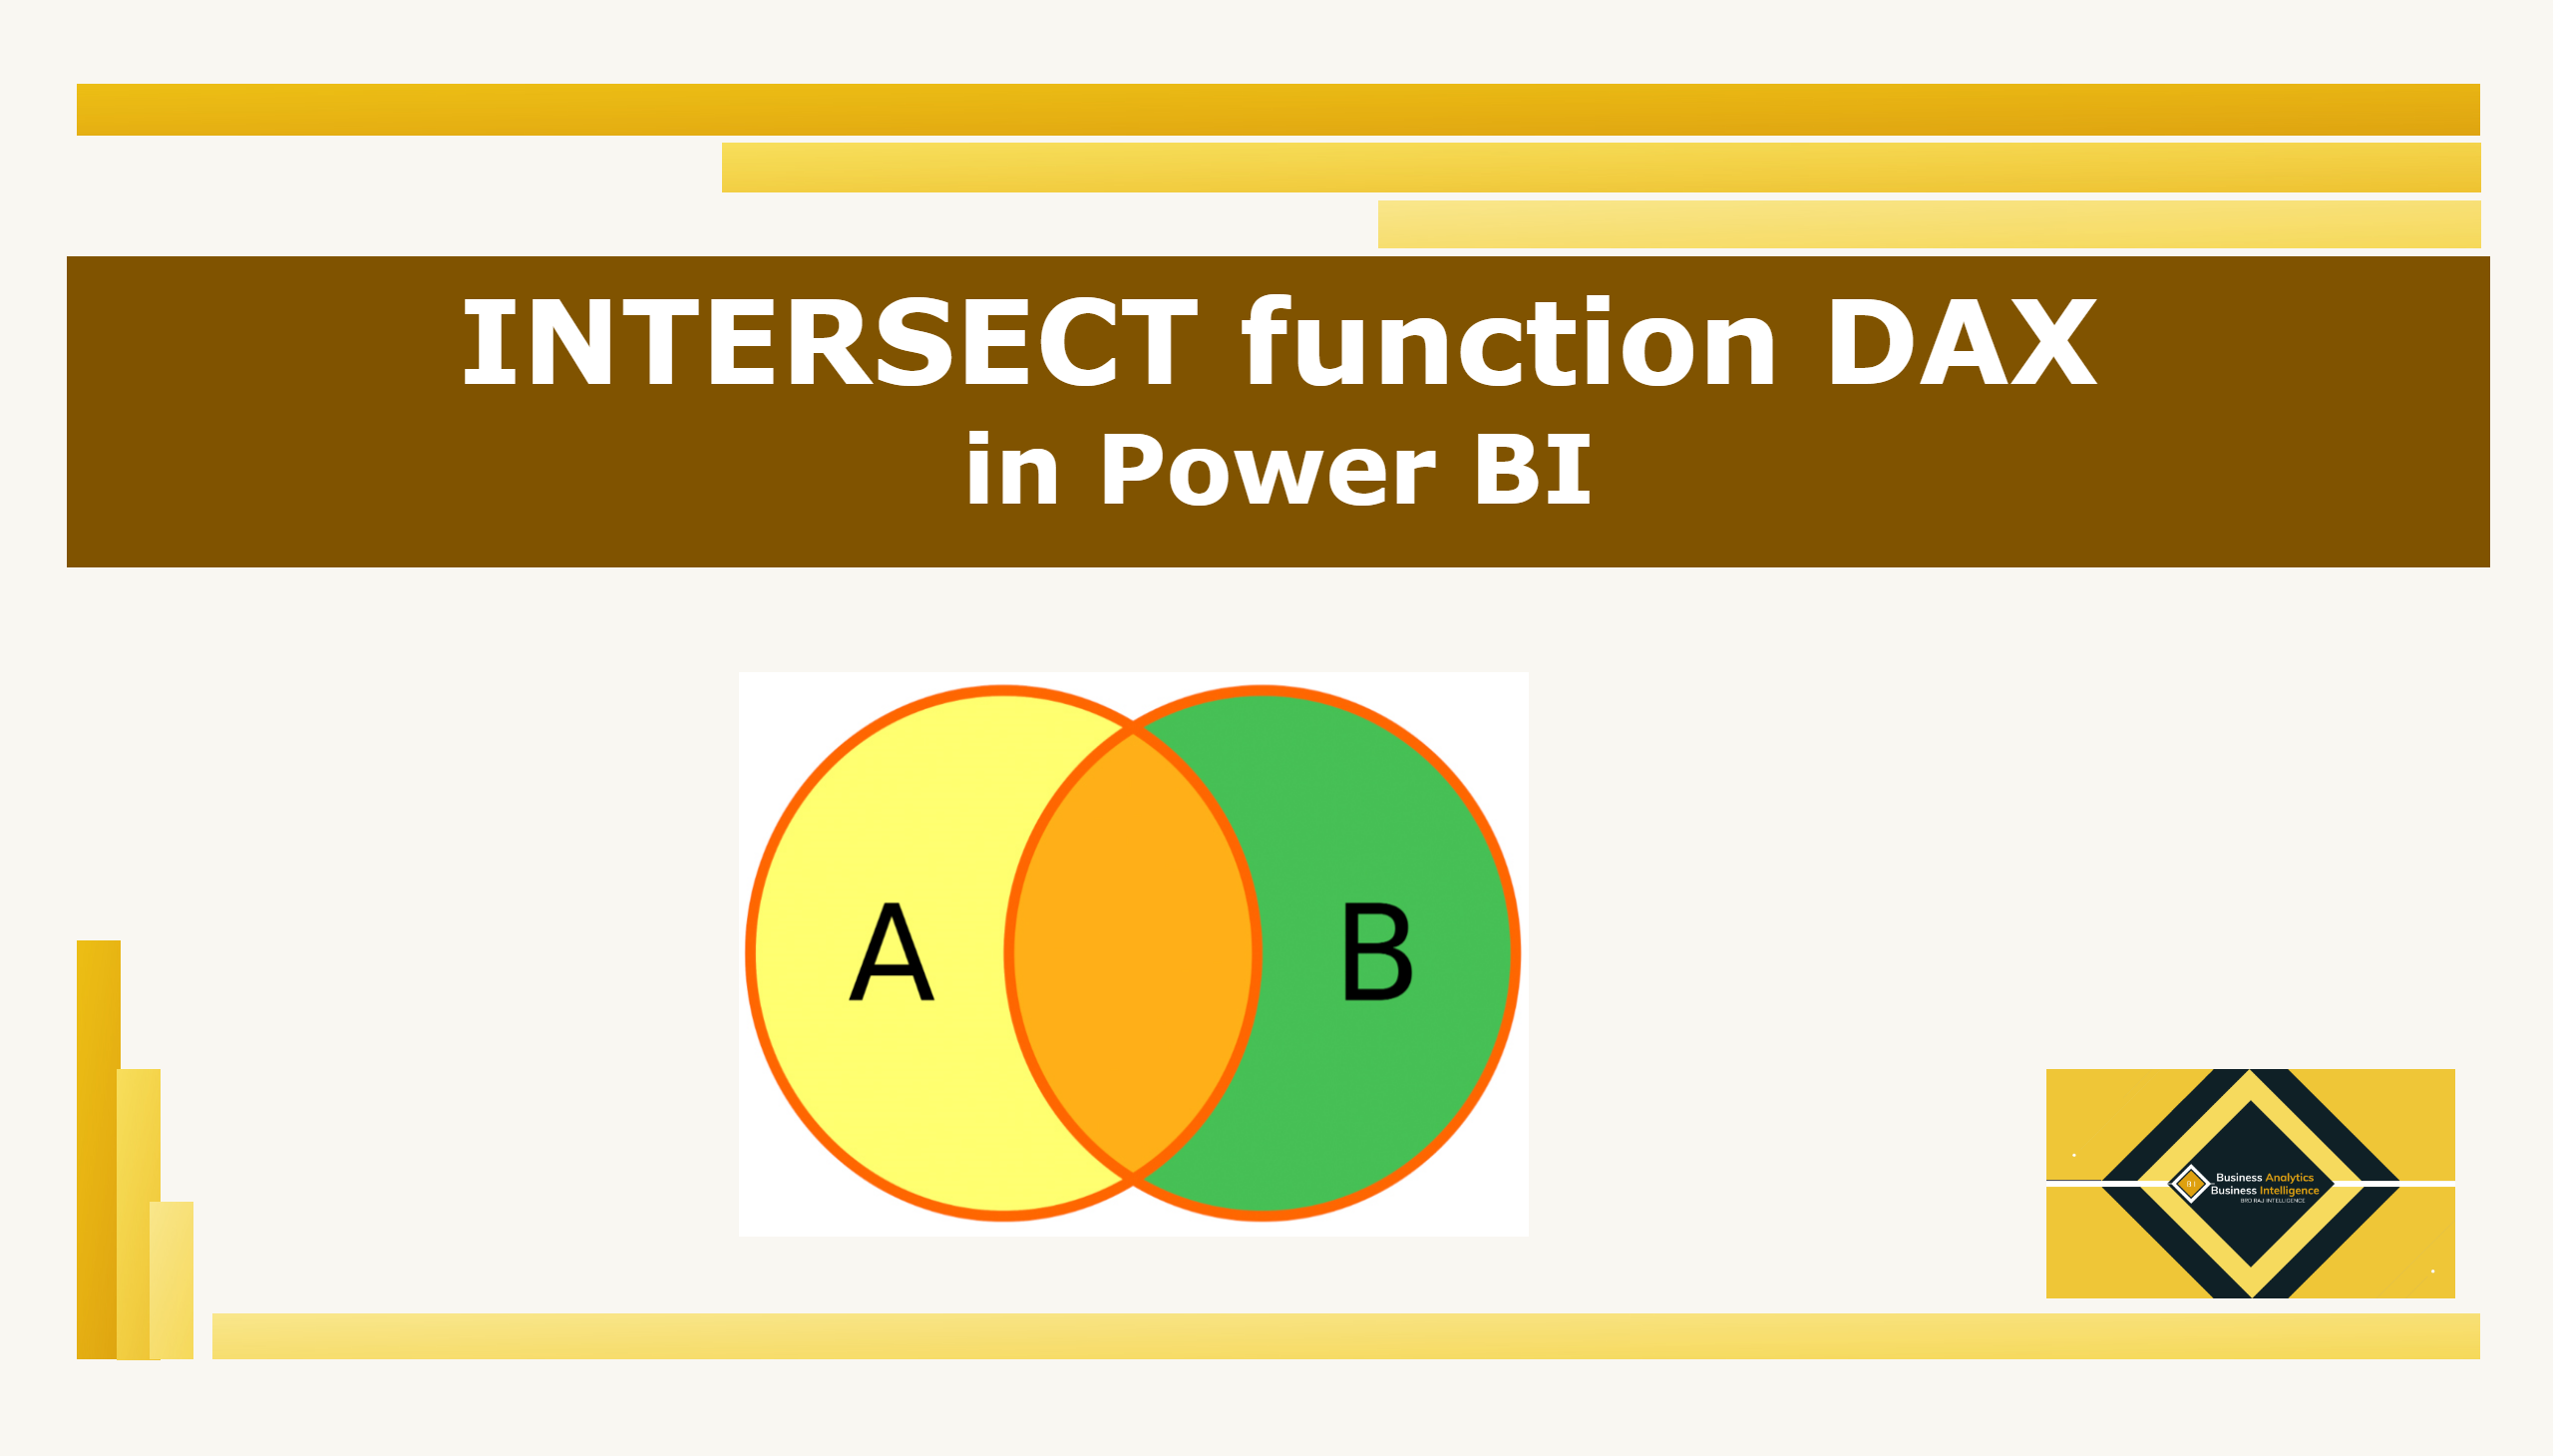 INTERSECT function DAX
in Power BI
A
B
Business Analytics
Business Intelligence
BRO RAJ INTELLIGENCE